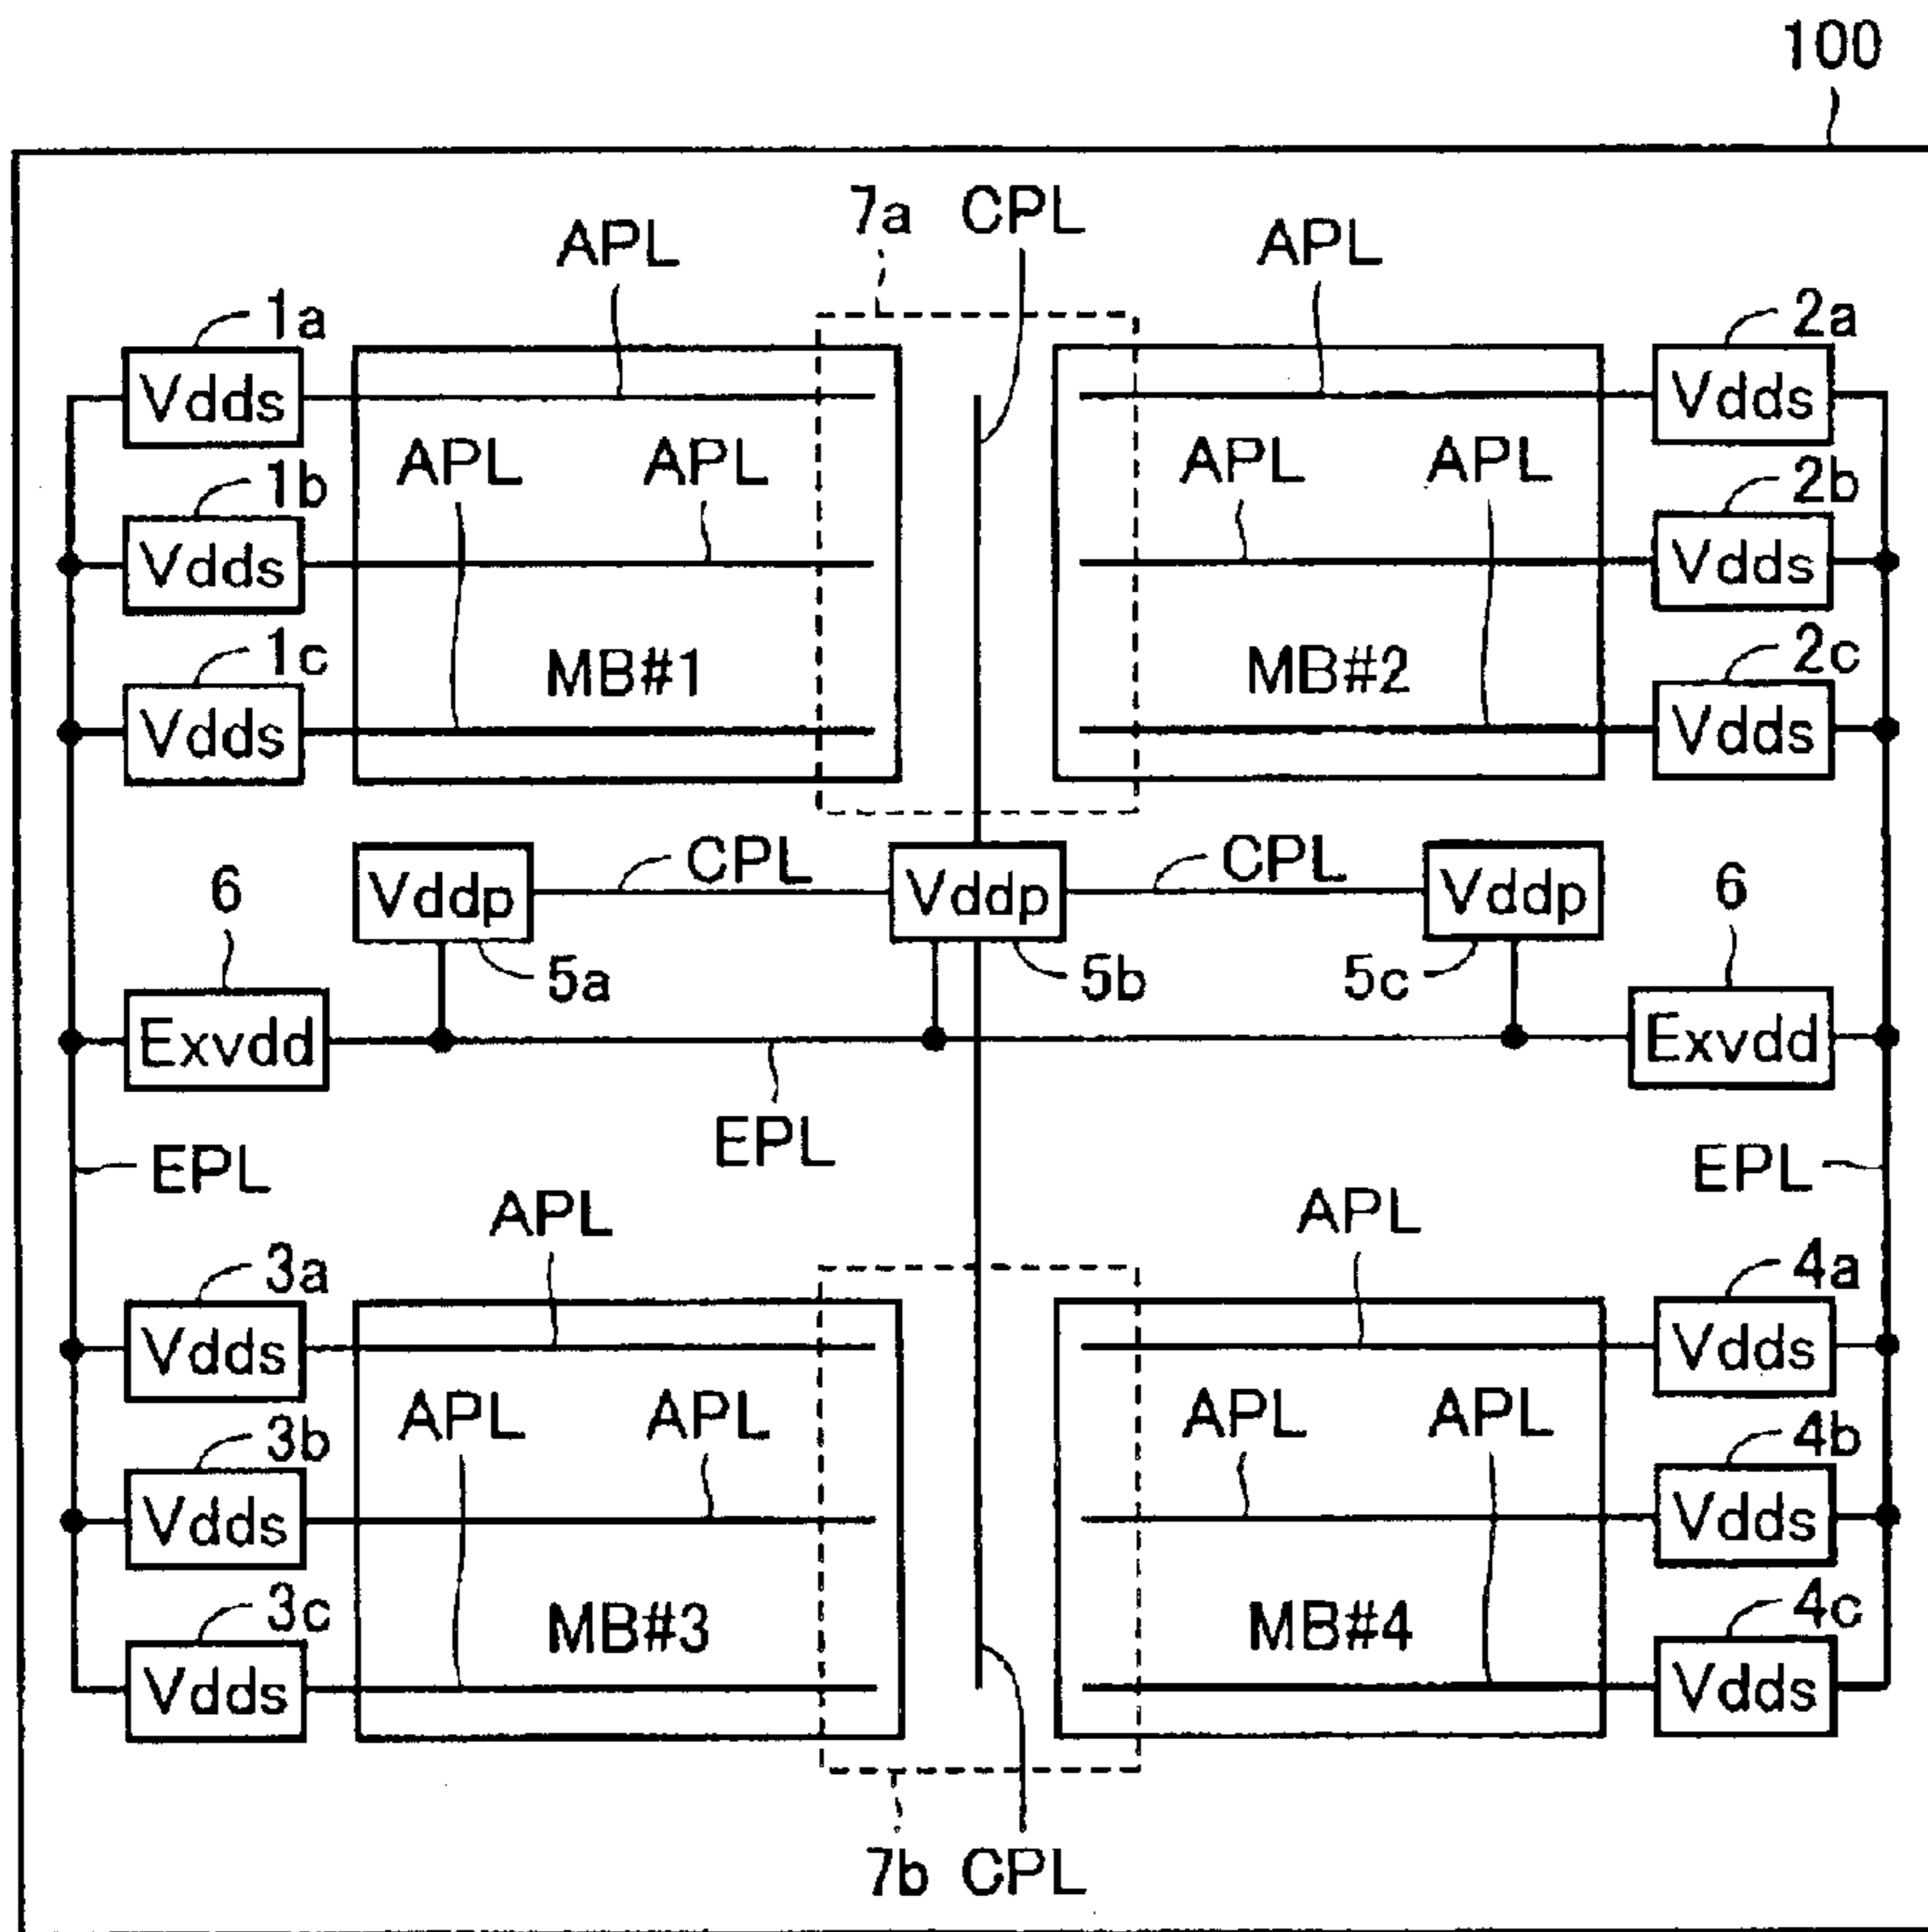 100
7a CPL
APL APL
1a 2a
Vdds Vdds
APL APL APL APL
1b 2b
Vdds Vdds
1c MB#1 MB#2 2c
Vdds Vdds
CPL CPL
6 Vddp Vddp Vddp 6
5a 5b 5c
Exvdd Exvdd
EPL
EPL EPL
APL APL
3a 4a
Vdds Vdds
APL APL APL APL
3b 4b
Vdds Vdds
3c MB#3 MB#4 4c
Vdds Vdds
7b CPL